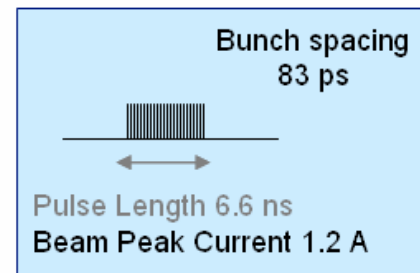 Bunch spacing
83 ps
Pulse Length 6.6 ns
Beam Peak Current 1.2 A